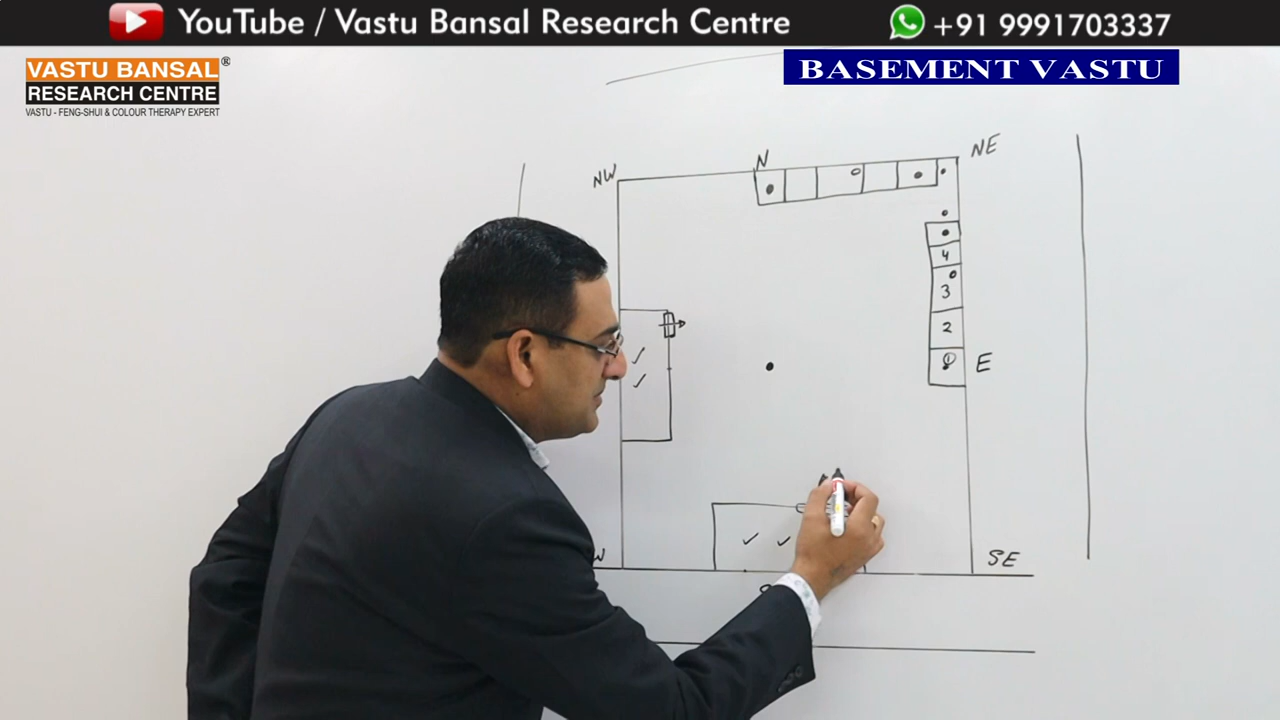 YouTube / Vastu Bansal Research Centre
+91 9991703337
VASTU BANSAL®
RESEARCH CENTRE
VASTU - FENG-SHUI & COLOUR THERAPY EXPERT
BASEMENT VASTU
NW
N
NE
4
3
2
E
SE